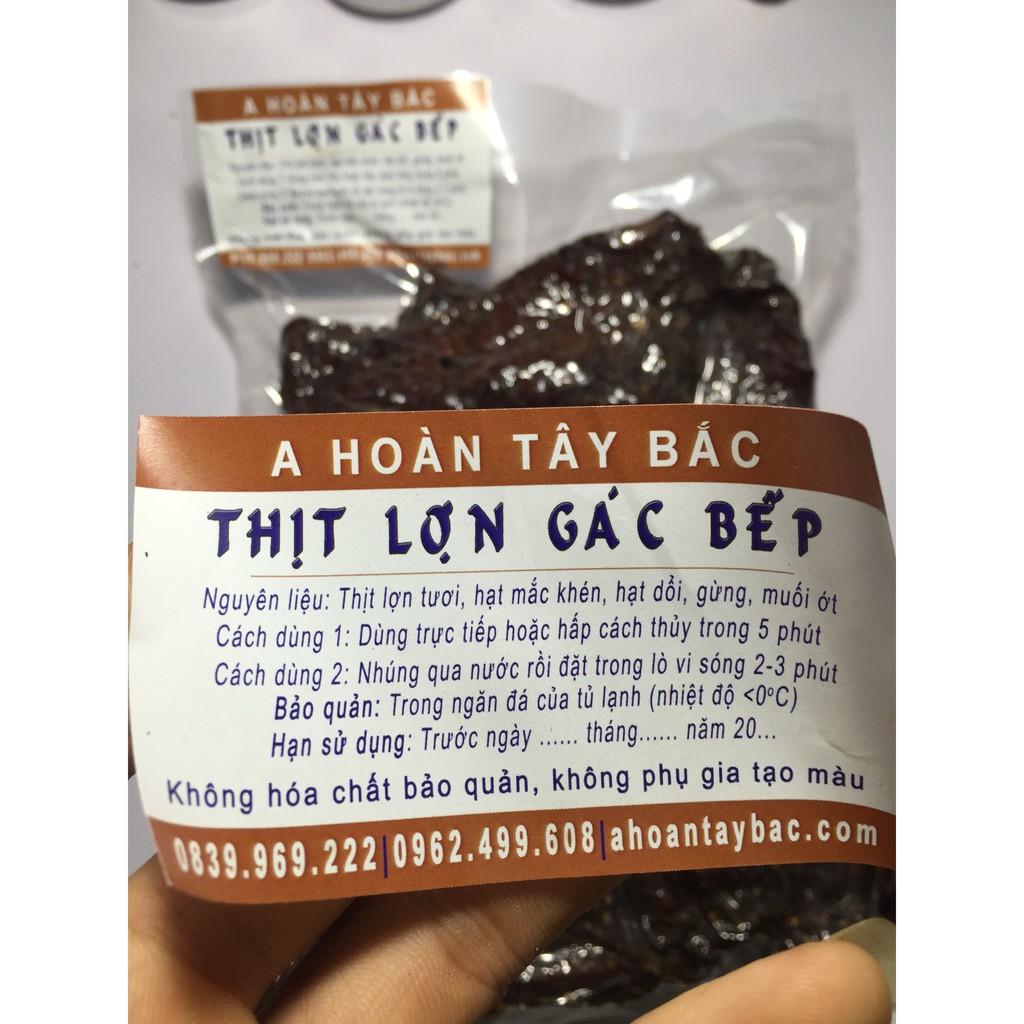 A HOÀN TÂY BẮC
THỊT LỢN GÁC BẾP
A HOÀN TÂY BẮC
THỊT LỢN GÁC BẾP
Nguyên liệu: Thịt lợn tươi, hạt mắc khén, hạt dổi, gừng, muối ớt
Cách dùng 1: Dùng trực tiếp hoặc hấp cách thủy trong 5 phút
Cách dùng 2: Nhúng qua nước rồi đặt trong lò vi sóng 2-3 phút
Bảo quản: Trong ngăn đá của tủ lạnh (nhiệt độ <0ºC)
Hạn sử dụng: Trước ngày ...... tháng...... năm 20...
Không hóa chất bảo quản, không phụ gia tạo màu
0839.969.222|0962.499.608|ahoantaybac.com